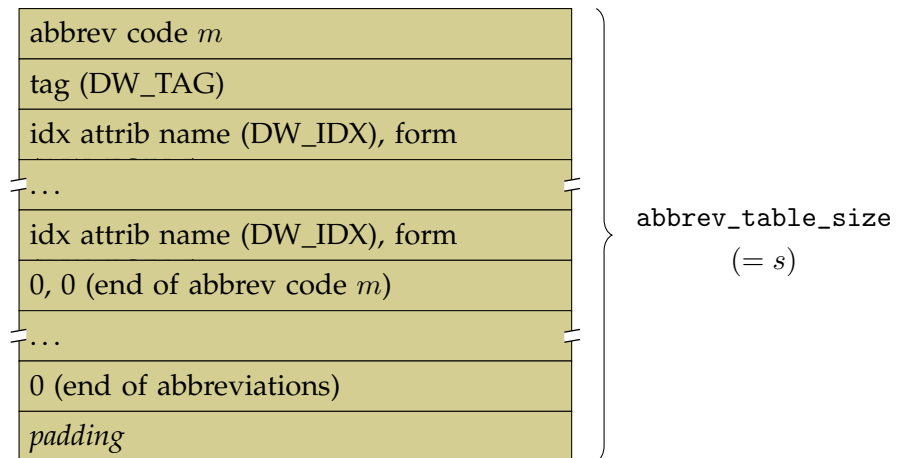 abbrev code m
tag (DW_TAG)
idx attrib name (DW_IDX), form
. . .
idx attrib name (DW_IDX), form
0, 0 (end of abbrev code m)
. . .
0 (end of abbreviations)
padding
abbrev_table_size
(= s)